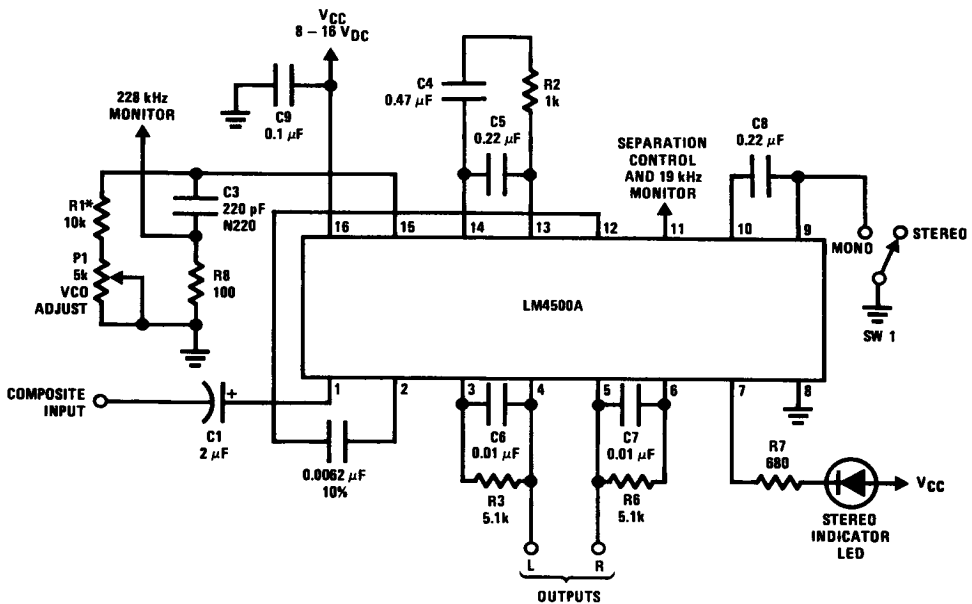 VCC
8 – 16 VDC
C9
0.1 µF
228 kHz
MONITOR
R1*
10k
C3
220 pF
N220
P1
5k
VCO
ADJUST
R8
100
C4
0.47 µF
R2
1k
C5
0.22 µF
SEPARATION
CONTROL
AND 19 kHz
MONITOR
C8
0.22 µF
MONO
STEREO
SW 1
16
15
14
13
12
11
10
9
LM4500A
1
2
3
4
5
6
7
8
COMPOSITE
INPUT
+
C1
2 µF
0.0062 µF
10%
C6
0.01 µF
R3
5.1k
C7
0.01 µF
R6
5.1k
R7
680
VCC
STEREO
INDICATOR
LED
L
R
OUTPUTS